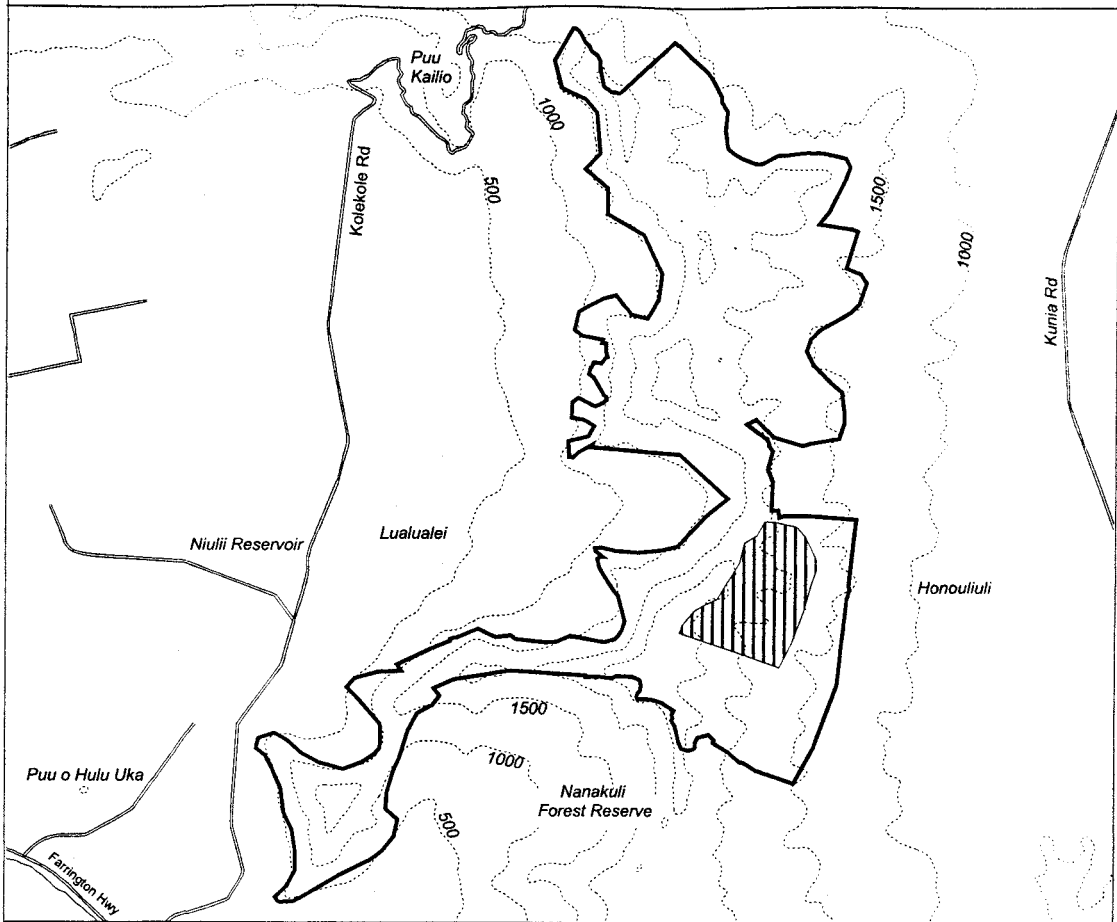 Puu
Kailio
1000
500
Kolekole Rd
1500
1000
Kunia Rd
Niulii Reservoir
Lualualei
Honouliuli
1500
1000
Puu o Hulu Uka
Nanakuli
Forest Reserve
500
Farrington Hwy